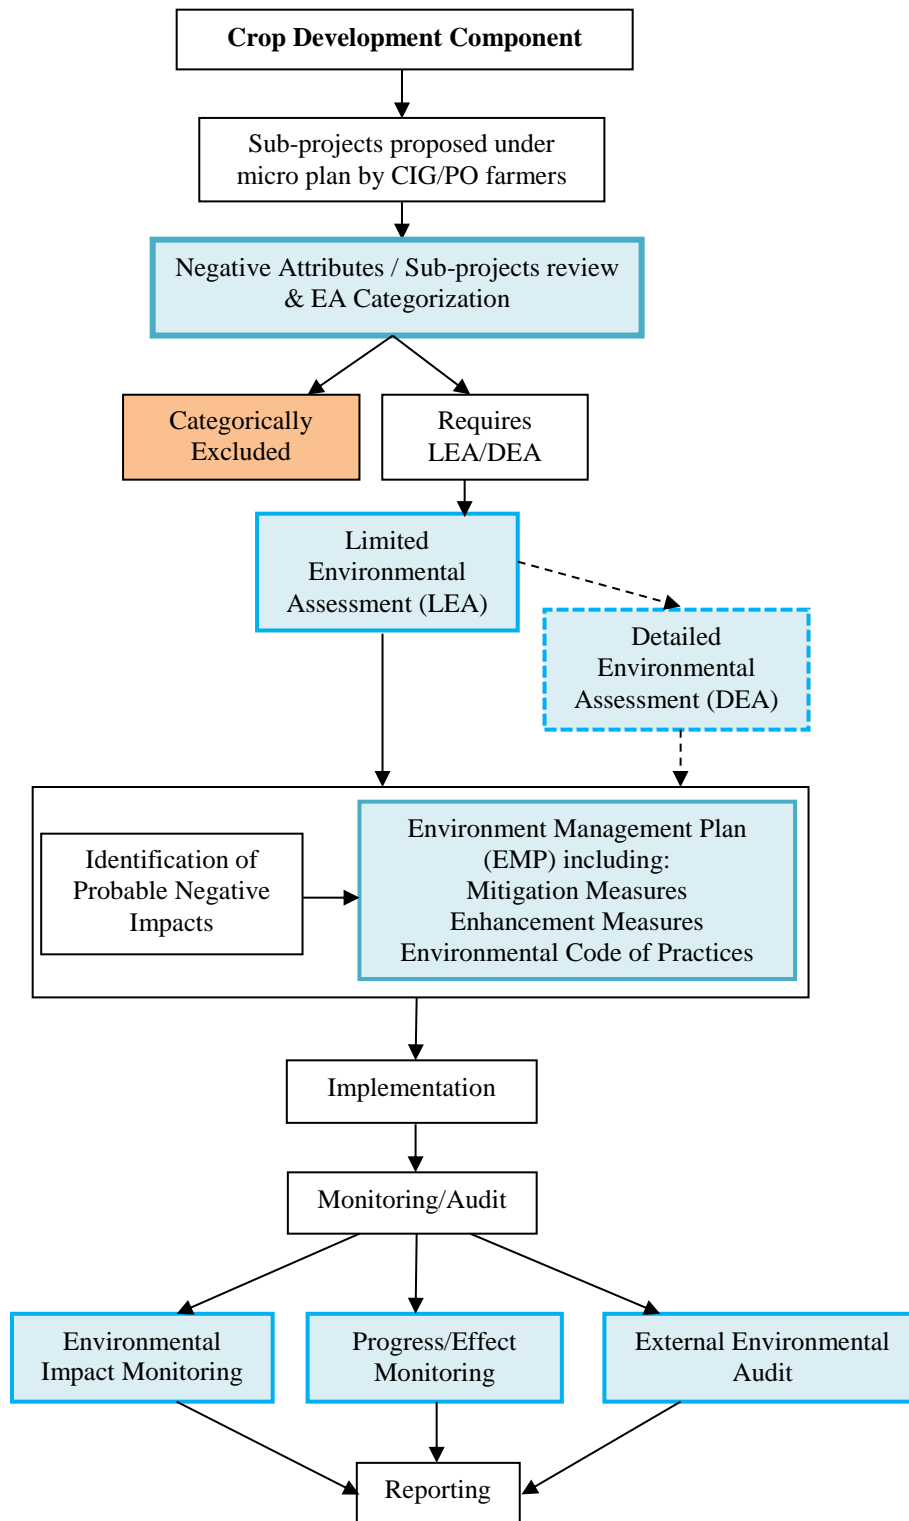 Crop Development Component
Sub-projects proposed under
micro plan by CIG/PO farmers
Negative Attributes / Sub-projects review
& EA Categorization
Categorically
Excluded
Requires
LEA/DEA
Limited
Environmental
Assessment (LEA)
Detailed
Environmental
Assessment (DEA)
Identification of
Probable Negative
Impacts
Environment Management Plan
(EMP) including:
Mitigation Measures
Enhancement Measures
Environmental Code of Practices
Implementation
Monitoring/Audit
Environmental
Impact Monitoring
Progress/Effect
Monitoring
External Environmental
Audit
Reporting